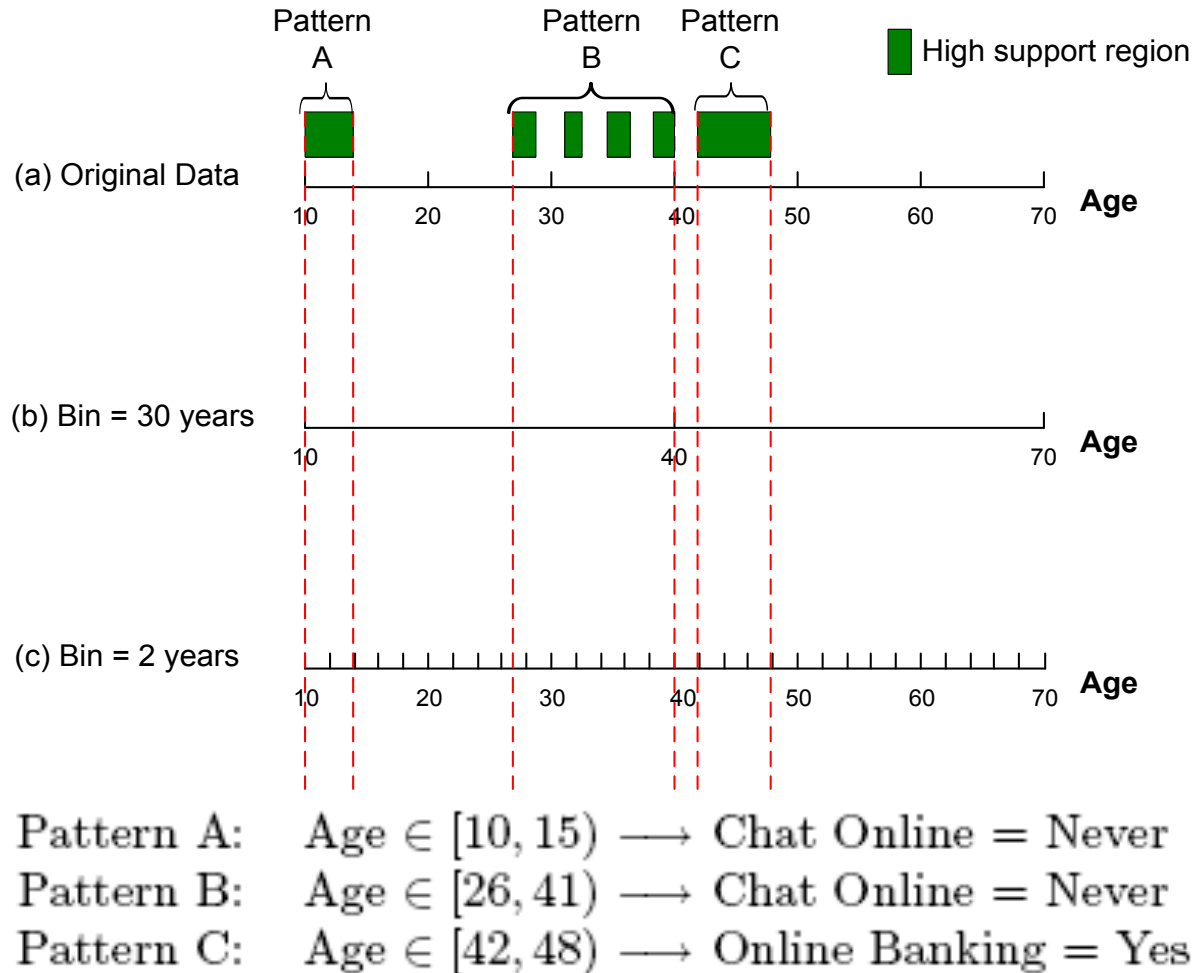 Pattern A
Pattern B
Pattern C
High support region
(a) Original Data
10 20 30 40 50 60 70
Age
(b) Bin = 30 years
10 40 70
Age
(c) Bin = 2 years
10 20 30 40 50 60 70
Age
Pattern A: Age ∈ [10, 15) ⟶ Chat Online = Never
Pattern B: Age ∈ [26, 41) ⟶ Chat Online = Never
Pattern C: Age ∈ [42, 48) ⟶ Online Banking = Yes